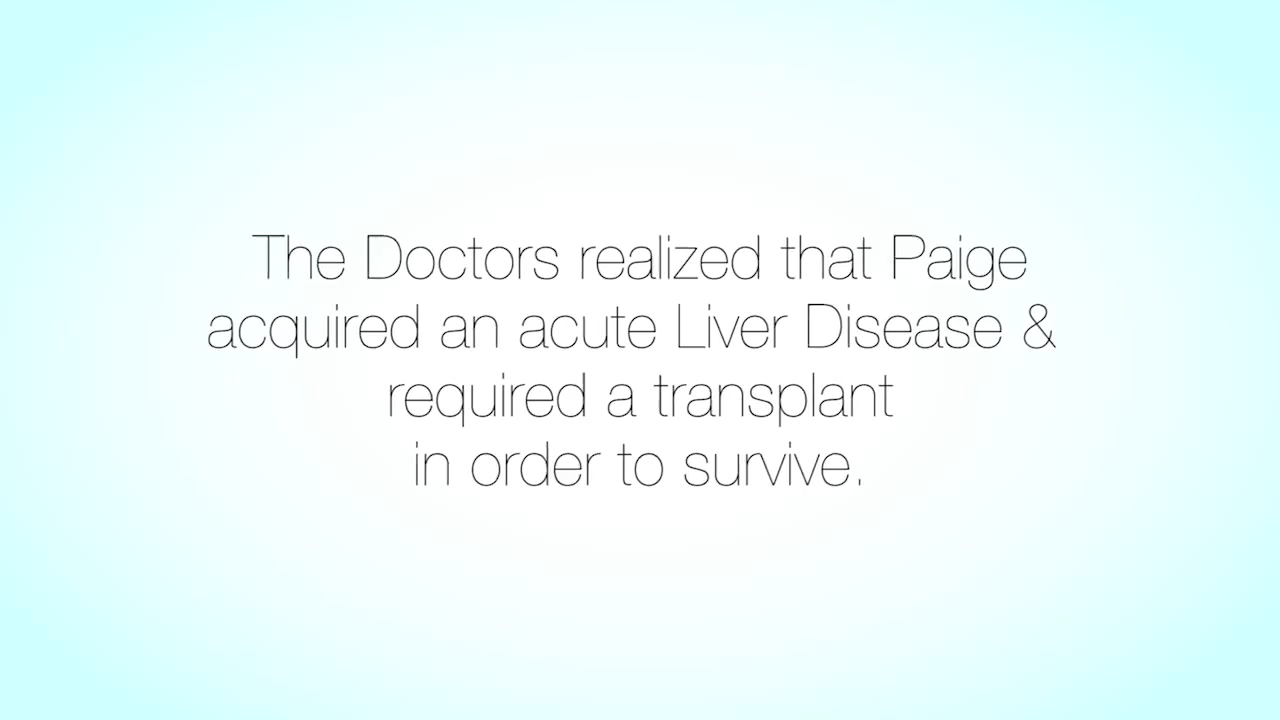 The Doctors realized that Paige
acquired an acute Liver Disease &
required a transplant
in order to survive.